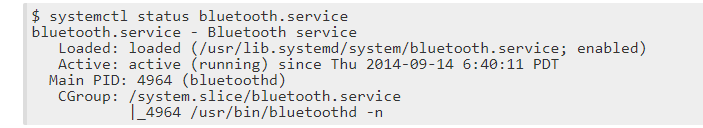 $ systemctl status bluetooth.service
bluetooth.service - Bluetooth service
Loaded: loaded (/usr/lib.systemd/system/bluetooth.service; enabled)
Active: active (running) since Thu 2014-09-14 6:40:11 PDT
Main PID: 4964 (bluetoothd)
CGroup: /system.slice/bluetooth.service
|_4964 /usr/bin/bluetoothd -n